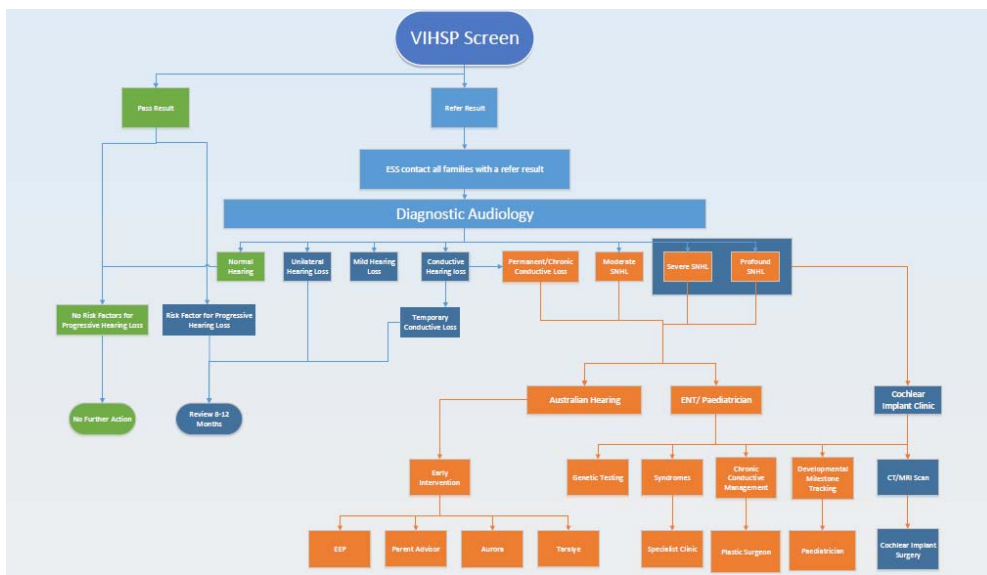 VIHSP Screen
Pass Result
Refer Result
ESS contact all families with a refer result
Diagnostic Audiology
Normal
Hearing
Unilateral
Hearing Loss
Mild Hearing
Loss
Conductive
Hearing loss
Permanent/Chronic
Conductive Loss
Moderate
SNHL
Severe SNHL
Profound
SNHL
No Risk Factors for
Progressive Hearing Loss
Risk Factor for Progressive
Hearing Loss
Temporary
Conductive Loss
No Further Action
Review 8-12
Months
Australian Hearing
ENT/ Paediatrician
Cochlear
Implant Clinic
Early
Intervention
Genetic Testing
Syndromes
Chronic
Conductive
Management
Developmental
Milestone
Tracking
CT/MRI Scan
EEP
Parent Advisor
Aurora
Taralye
Specialist Clinic
Plastic Surgeon
Paediatrician
Cochlear Implant
Surgery